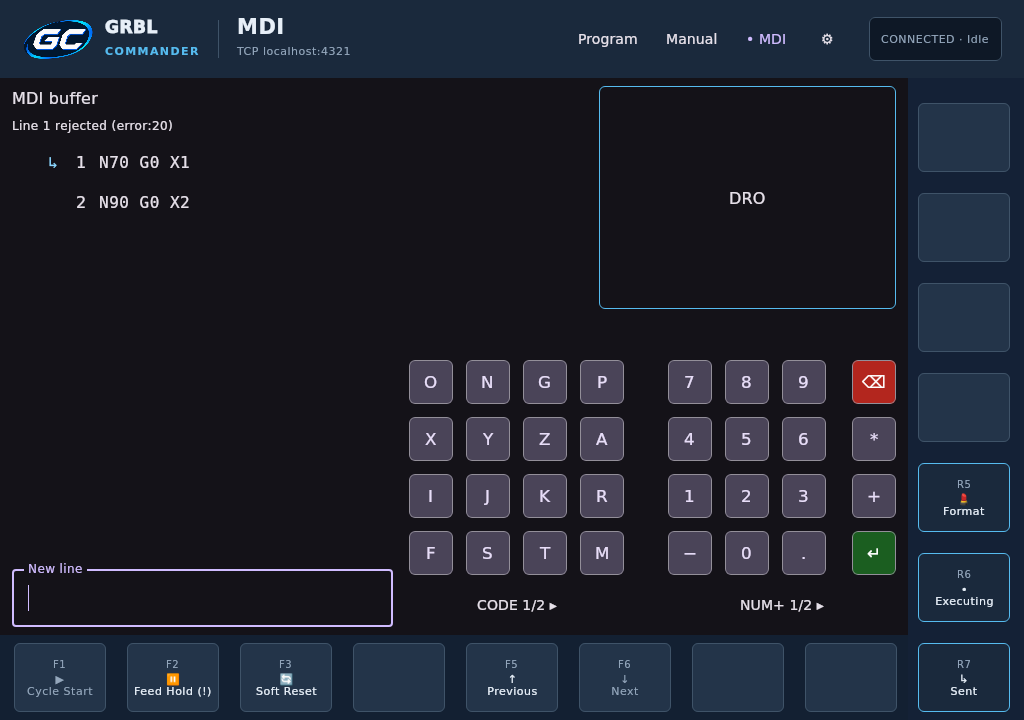 GC GRBL COMMANDER
MDI
TCP localhost:4321
Program Manual • MDI ⚙ CONNECTED · Idle
MDI buffer
Line 1 rejected (error:20)
↳ 1 N70 G0 X1
2 N90 G0 X2
DRO
O N G P 7 8 9 ⌫
X Y Z A 4 5 6 *
I J K R 1 2 3 +
F S T M − 0 . ↵
New line
CODE 1/2 ▸ NUM+ 1/2 ▸
R5
Format
R6
•
Executing
R7
↳
Sent
F1
▶
Cycle Start
F2
⏸
Feed Hold (!)
F3
🔄
Soft Reset
F5
↑
Previous
F6
↓
Next